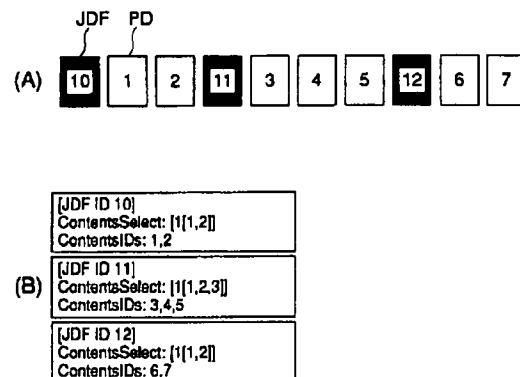 JDF PD
(A) 10 1 2 11 3 4 5 12 6 7
[JDF ID 10]
ContentsSelect: [1[1,2]]
ContentsIDs: 1,2
(B) [JDF ID 11]
ContentsSelect: [1[1,2,3]]
ContentsIDs: 3,4,5
[JDF ID 12]
ContentsSelect: [1[1,2]]
ContentsIDs: 6,7